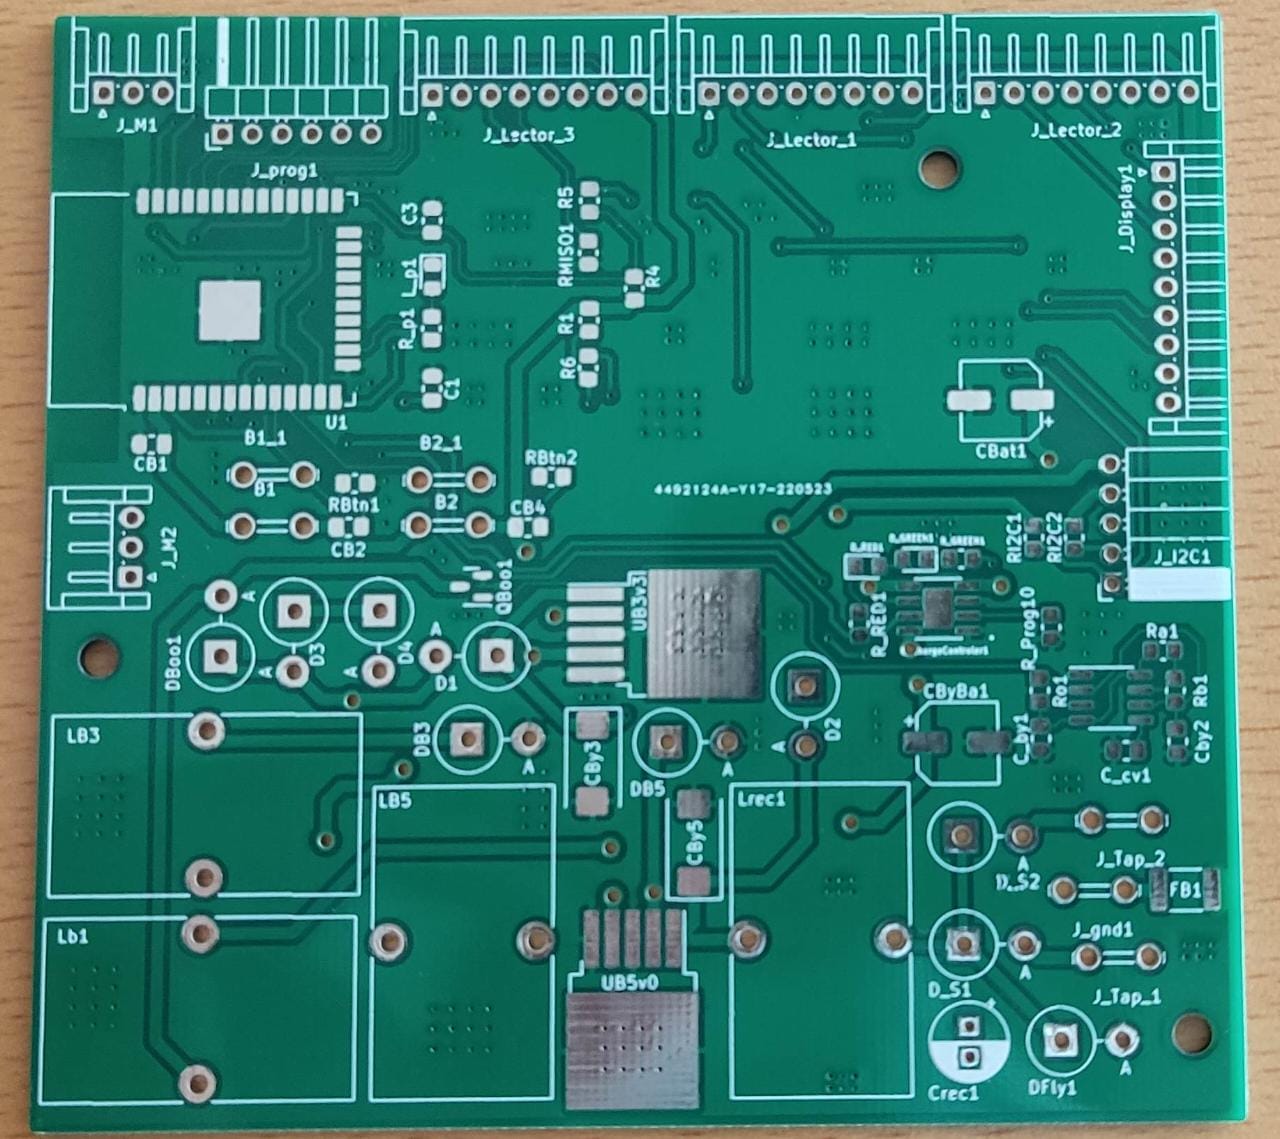 J_M1
J_prog1
J_Lector_3
J_Lector_1
J_Lector_2
J_Display1
C3
R5
RMISO1
L_p1
R4
R_p1
R1
R6
C1
U1
CBat1
CB1
B1_1
B2_1
B1
B2
RBtn2
RBtn1
CB4
CB2
4492124A-Y17-220523
J_M2
RI2C1
RI2C2
J_I2C1
QBoo1
UB3v3
R_RED1
R_Prog10
Ra1
A
DBoo1
D3
A
D4
A
A
D1
D2
A
CByBa1
Ro1
Rb1
C_by1
Cby2
C_cv1
LB3
DB3
A
CBy3
DB5
A
LB5
CBy5
Lrec1
A
D_S2
J_Tap_2
FB1
Lb1
J_gnd1
D_S1
A
J_Tap_1
UB5v0
Crec1
DFly1
A